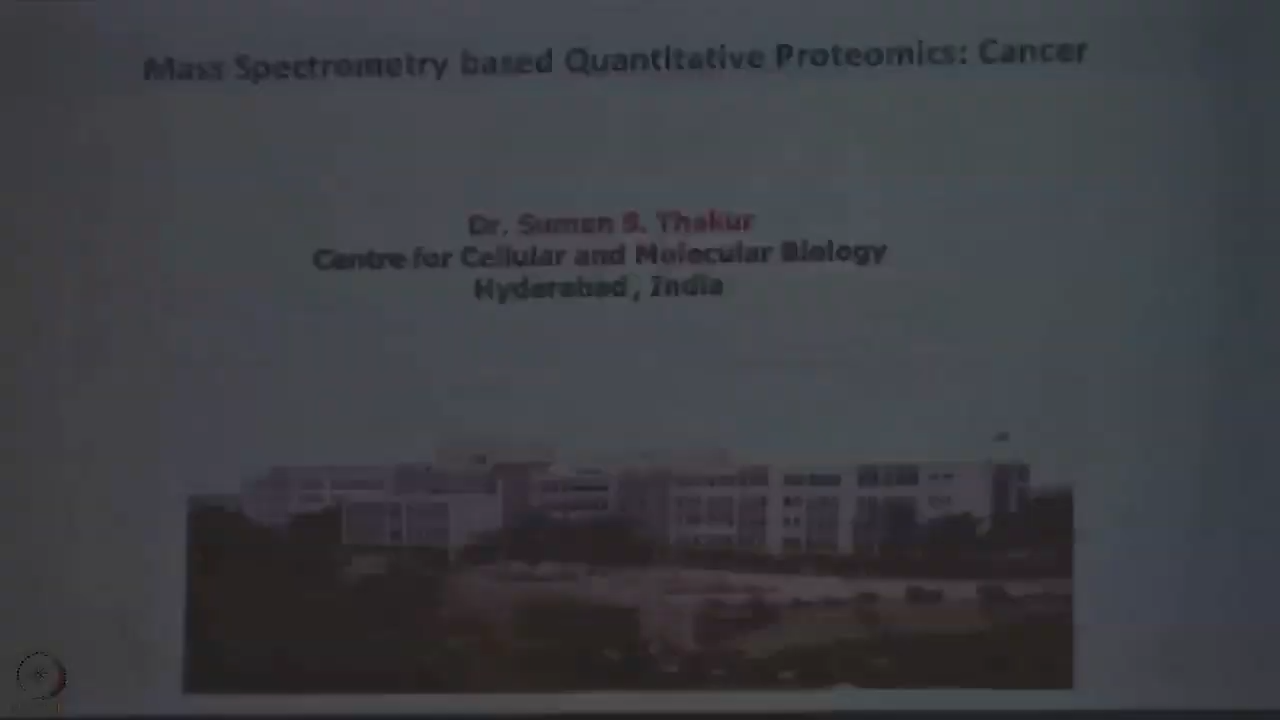 Mass Spectrometry based Quantitative Proteomics: Cancer
Dr. Suman S. Thakur
Centre for Cellular and Molecular Biology
Hyderabad, India